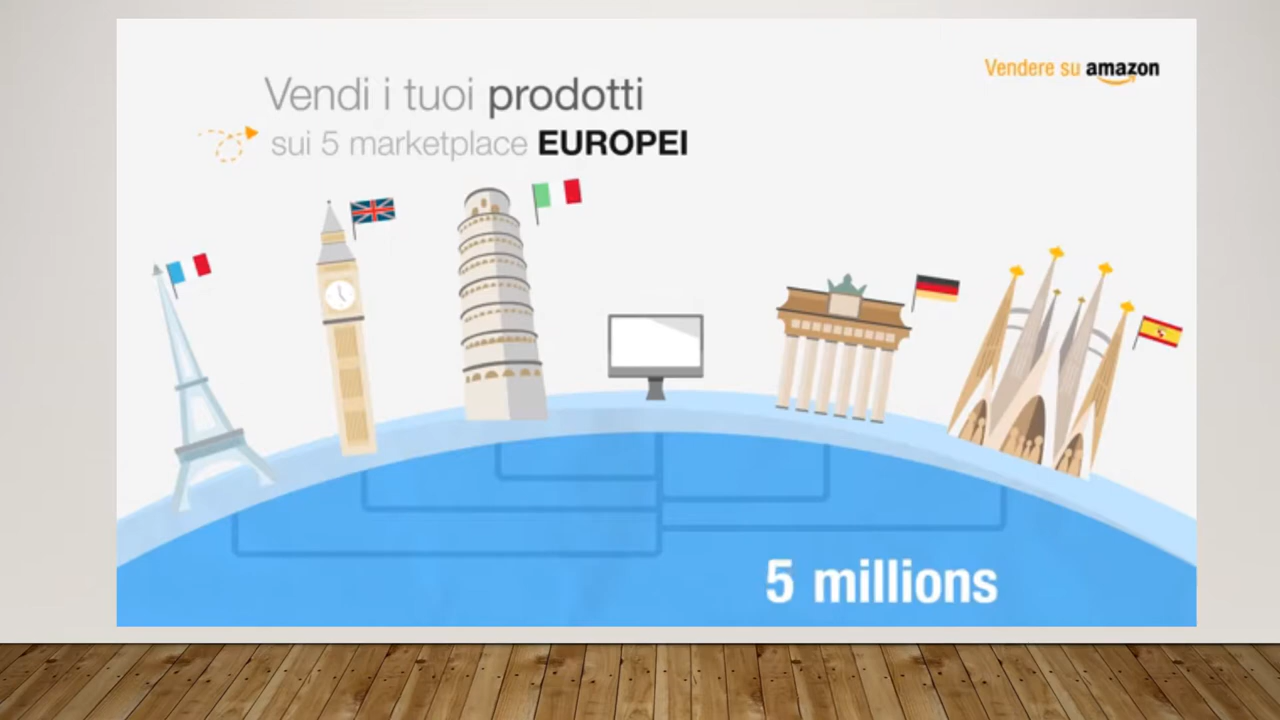 Vendi i tuoi prodotti
sui 5 marketplace EUROPEI
Vendere su amazon
5 millions